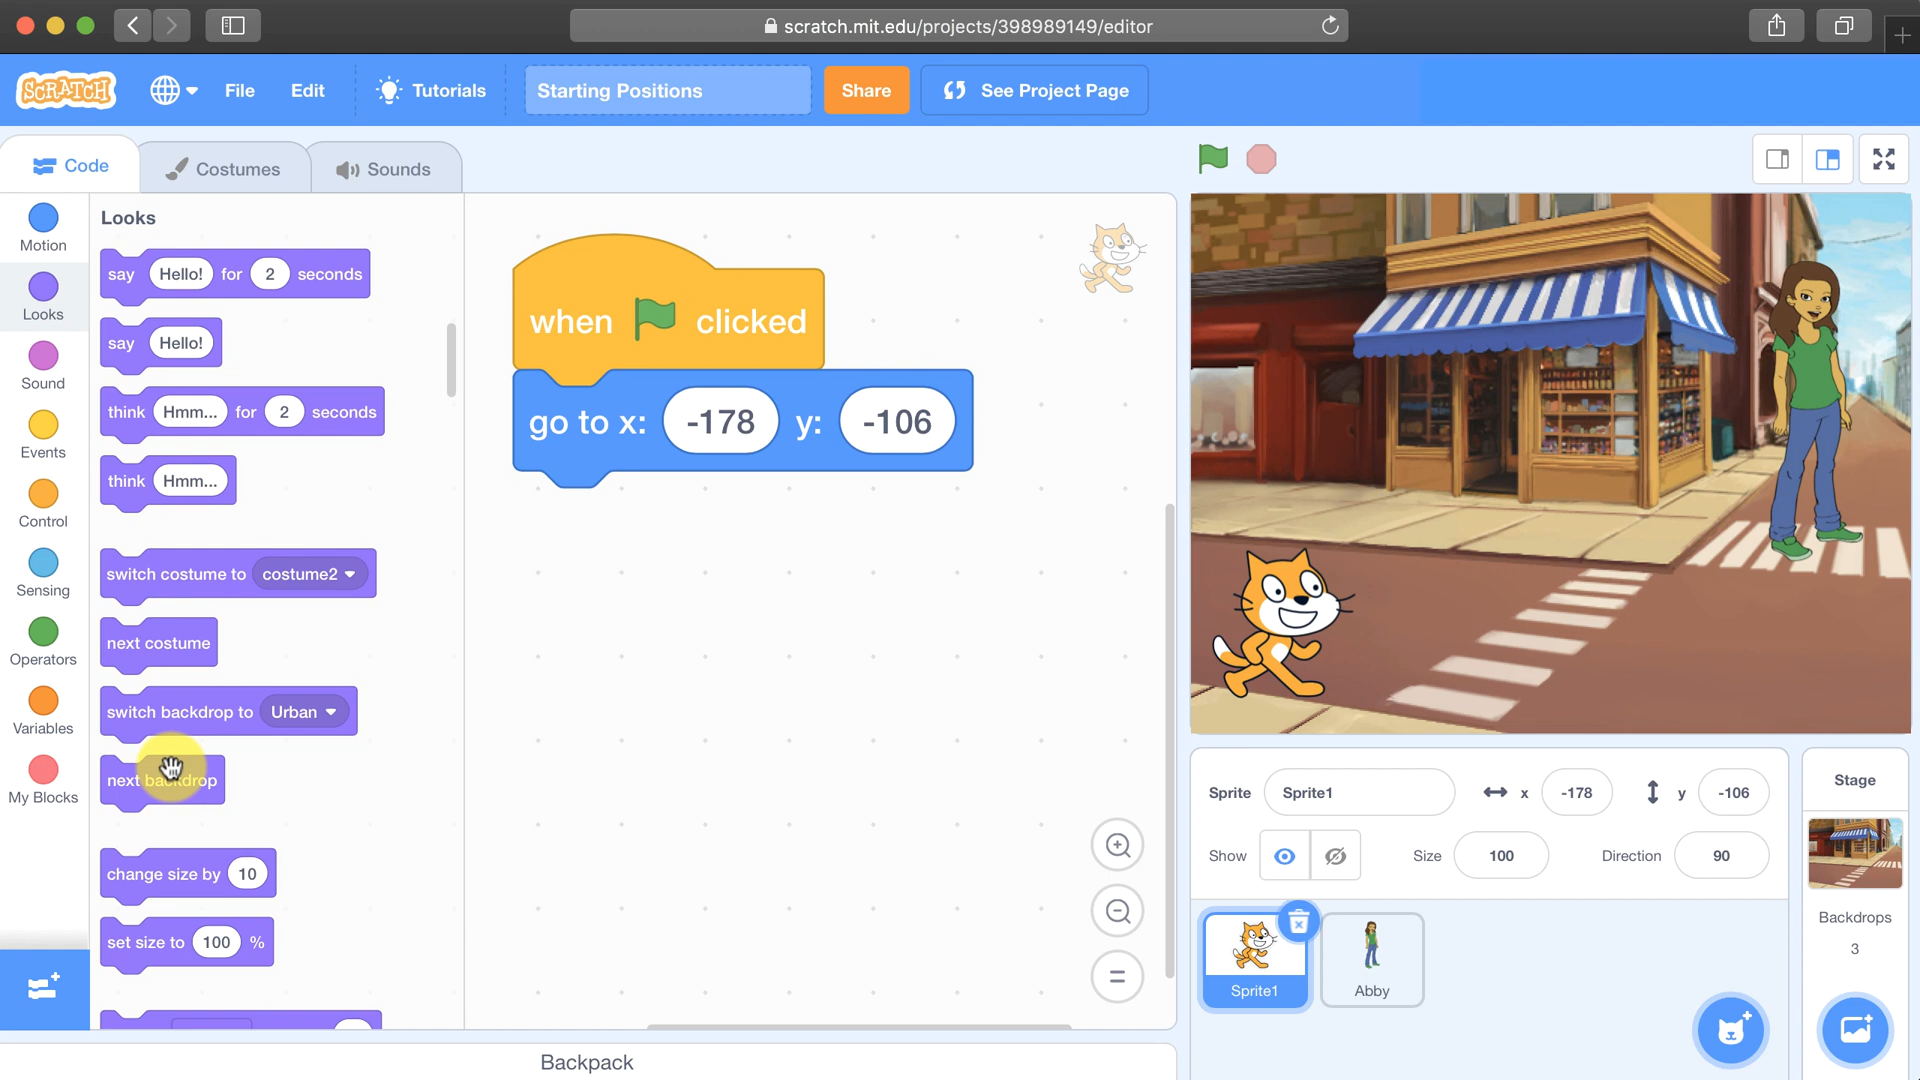 scratch.mit.edu/projects/398989149/editor
SCRATCH
File
Edit
Tutorials
Starting Positions
Share
See Project Page
Code
Costumes
Sounds
Motion
Looks
Sound
Events
Control
Sensing
Operators
Variables
My Blocks
Looks
say Hello! for 2 seconds
say Hello!
think Hmm... for 2 seconds
think Hmm...
switch costume to costume2
next costume
switch backdrop to Urban
next backdrop
change size by 10
set size to 100 %
when clicked
go to x: -178 y: -106
Backpack
Sprite Sprite1 x -178 y -106
Show Size 100 Direction 90
Sprite1
Abby
Stage
Backdrops
3